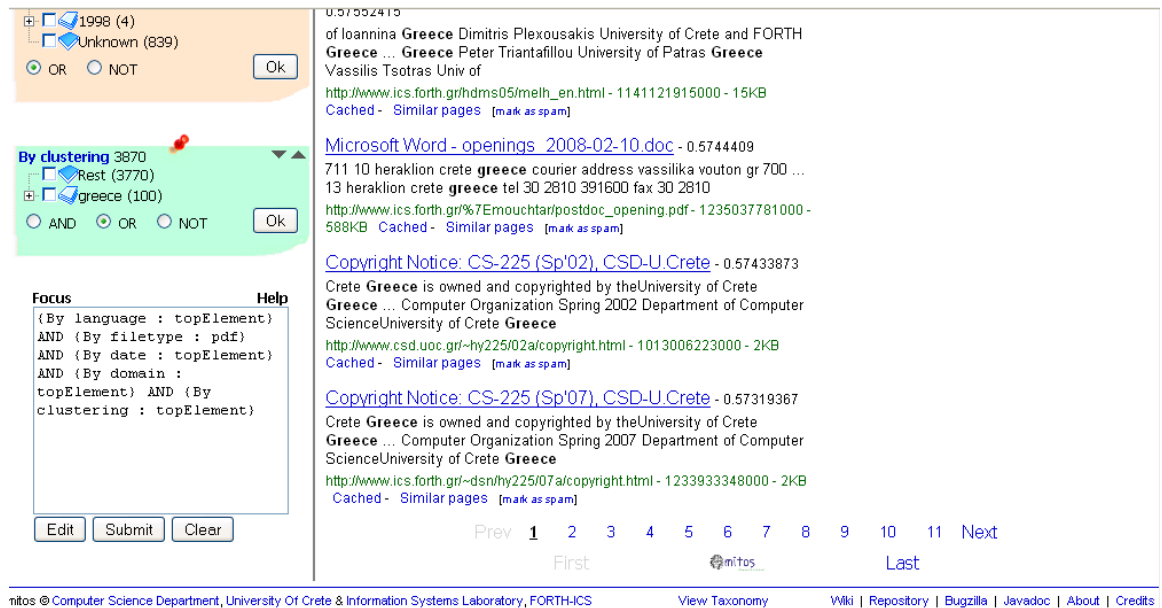 1998 (4)
Unknown (839)
OR NOT Ok
By clustering 3870
Rest (3770)
greece (100)
AND OR NOT Ok
Focus Help
{By language : topElement}
AND {By filetype : pdf}
AND {By date : topElement}
AND {By domain :
topElement} AND {By
clustering : topElement}
Edit Submit Clear
0.57552415
of Ioannina Greece Dimitris Plexousakis University of Crete and FORTH
Greece ... Greece Peter Triantafillou University of Patras Greece
Vassilis Tsotras Univ of
http://www.ics.forth.gr/hdms05/melh_en.html - 1141121915000 - 15KB
Cached - Similar pages [mark as spam]
Microsoft Word - openings_2008-02-10.doc - 0.5744409
711 10 heraklion crete greece courier address vassilika vouton gr 700 ...
13 heraklion crete greece tel 30 2810 391600 fax 30 2810
http://www.ics.forth.gr/%7Emouchtar/postdoc_opening.pdf - 1235037781000 -
588KB Cached - Similar pages [mark as spam]
Copyright Notice: CS-225 (Sp'02), CSD-U.Crete - 0.57433873
Crete Greece is owned and copyrighted by theUniversity of Crete
Greece ... Computer Organization Spring 2002 Department of Computer
ScienceUniversity of Crete Greece
http://www.csd.uoc.gr/~hy225/02a/copyright.html - 1013006223000 - 2KB
Cached - Similar pages [mark as spam]
Copyright Notice: CS-225 (Sp'07), CSD-U.Crete - 0.57319367
Crete Greece is owned and copyrighted by theUniversity of Crete
Greece ... Computer Organization Spring 2007 Department of Computer
ScienceUniversity of Crete Greece
http://www.ics.forth.gr/~dsn/hy225/07a/copyright.html - 1233933348000 - 2KB
Cached - Similar pages [mark as spam]
Prev 1 2 3 4 5 6 7 8 9 10 11 Next
First mitos Last
mitos © Computer Science Department, University Of Crete & Information Systems Laboratory, FORTH-ICS View Taxonomy Wiki | Repository | Bugzilla | Javadoc | About | Credits